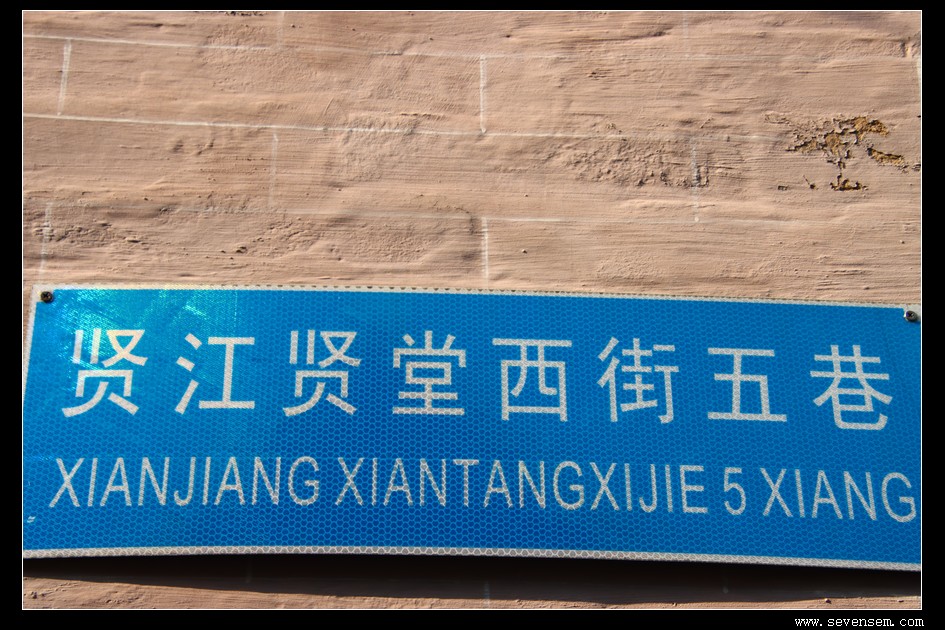 贤江贤堂西街五巷
XIANJIANG XIANTANGXIJIE 5 XIANG
www.sevensem.com